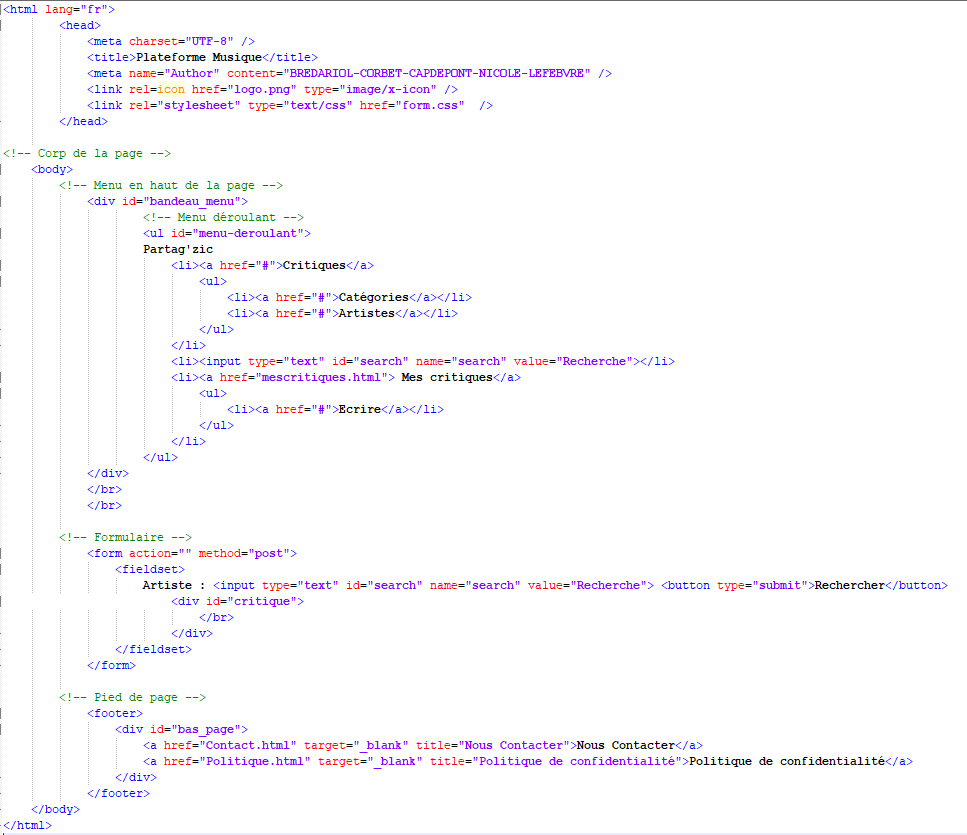 <html lang="fr">
<head>
<meta charset="UTF-8" />
<title>Plateforme Musique</title>
<meta name="Author" content="BREDARIOL-CORBET-CAPDEPONT-NICOLE-LEFEBVRE" />
<link rel=icon href="logo.png" type="image/x-icon" />
<link rel="stylesheet" type="text/css" href="form.css"  />
</head>
<!-- Corp de la page -->
<body>
<!-- Menu en haut de la page -->
<div id="bandeau_menu">
<!-- Menu déroulant -->
<ul id="menu-deroulant">
Partag'zic
<li><a href="#">Critiques</a>
<ul>
<li><a href="#">Catégories</a></li>
<li><a href="#">Artistes</a></li>
</ul>
</li>
<li><input type="text" id="search" name="search" value="Recherche"></li>
<li><a href="mescritiques.html"> Mes critiques</a>
<ul>
<li><a href="#">Ecrire</a></li>
</ul>
</li>
</ul>
</div>
</br>
</br>
<!-- Formulaire -->
<form action="" method="post">
<fieldset>
Artiste : <input type="text" id="search" name="search" value="Recherche"> <button type="submit">Rechercher</button>
<div id="critique">
</br>
</div>
</fieldset>
</form>
<!-- Pied de page -->
<footer>
<div id="bas_page">
<a href="Contact.html" target="_blank" title="Nous Contacter">Nous Contacter</a>
<a href="Politique.html" target="_blank" title="Politique de confidentialité">Politique de confidentialité</a>
</div>
</footer>
</body>
</html>